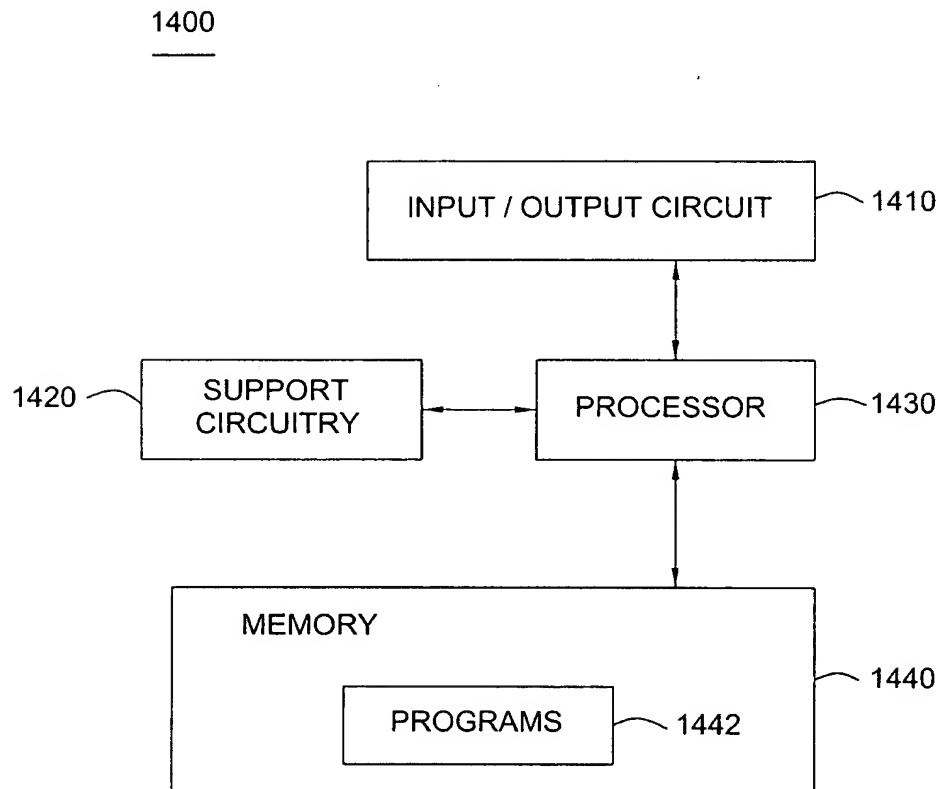 1400
INPUT / OUTPUT CIRCUIT
1410
1420
SUPPORT
CIRCUITRY
PROCESSOR
1430
MEMORY
1440
PROGRAMS
1442